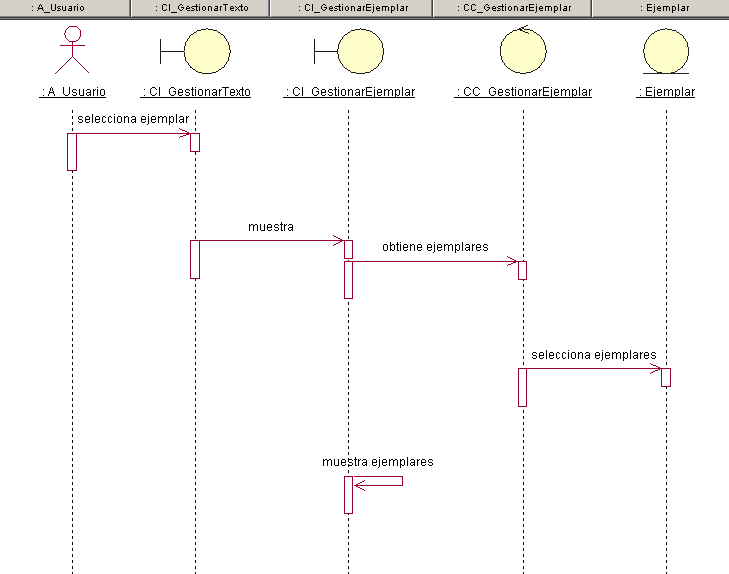 : A_Usuario : CI_GestionarTexto : CI_GestionarEjemplar : CC_GestionarEjemplar : Ejemplar
: A_Usuario : CI_GestionarTexto : CI_GestionarEjemplar : CC_GestionarEjemplar : Ejemplar
selecciona ejemplar
muestra
obtiene ejemplares
selecciona ejemplares
muestra ejemplares